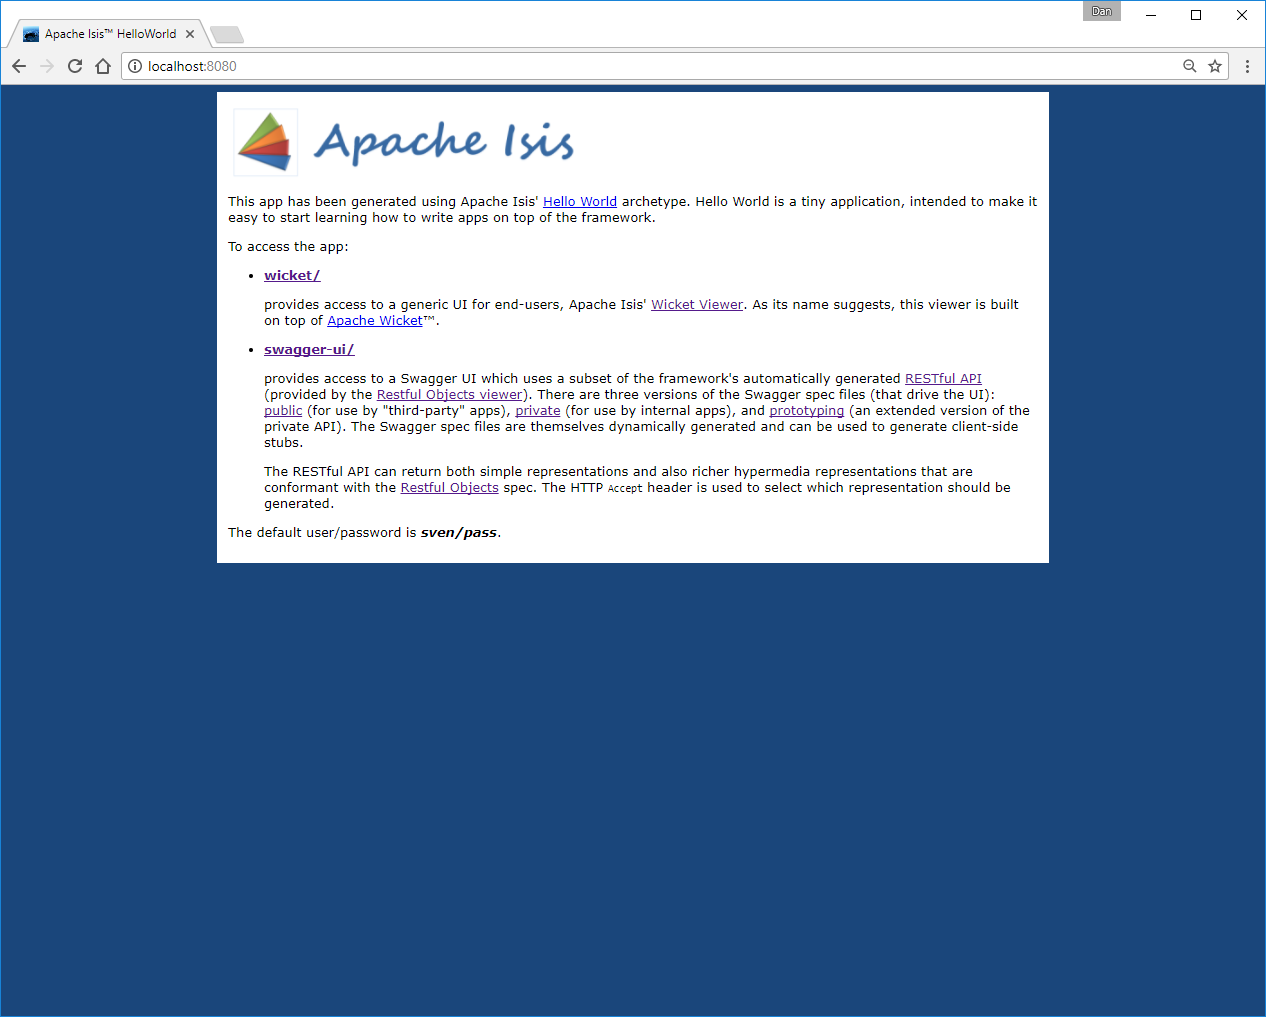 Dan
Apache Isis™ HelloWorld
localhost:8080
Apache Isis
This app has been generated using Apache Isis' Hello World archetype. Hello World is a tiny application, intended to make it
easy to start learning how to write apps on top of the framework.
To access the app:
• wicket/
provides access to a generic UI for end-users, Apache Isis' Wicket Viewer. As its name suggests, this viewer is built
on top of Apache Wicket™.
• swagger-ui/
provides access to a Swagger UI which uses a subset of the framework's automatically generated RESTful API
(provided by the Restful Objects viewer). There are three versions of the Swagger spec files (that drive the UI):
public (for use by "third-party" apps), private (for use by internal apps), and prototyping (an extended version of the
private API). The Swagger spec files are themselves dynamically generated and can be used to generate client-side
stubs.
The RESTful API can return both simple representations and also richer hypermedia representations that are
conformant with the Restful Objects spec. The HTTP Accept header is used to select which representation should be
generated.
The default user/password is sven/pass.